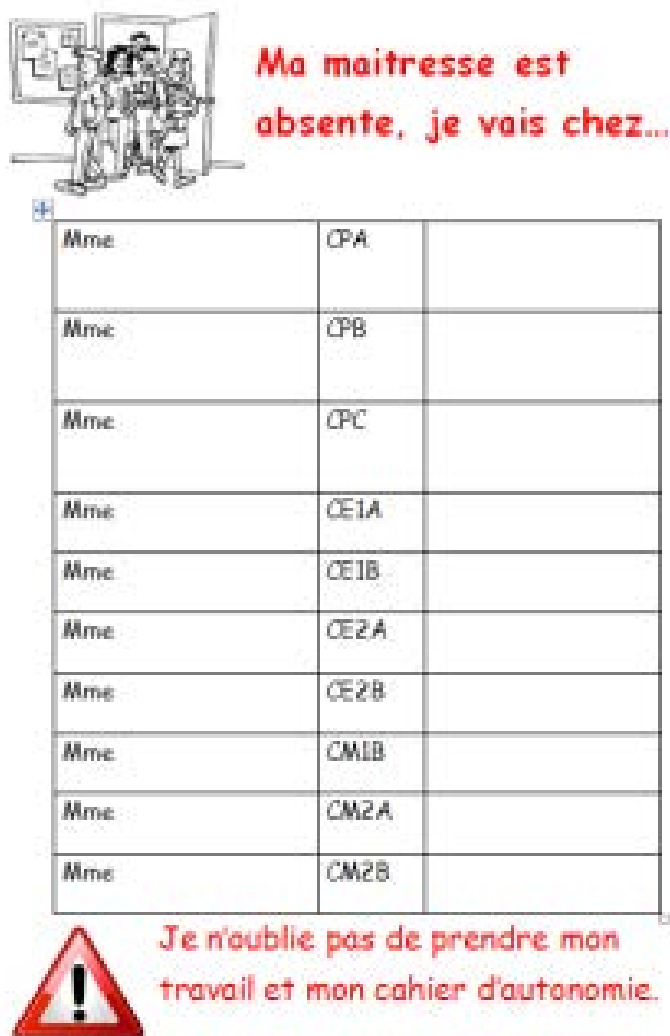 Ma maitresse est
absente, je vais chez...
Mme CPA
Mme CPB
Mme CPC
Mme CE1A
Mme CE1B
Mme CE2A
Mme CE2B
Mme CM1B
Mme CM2A
Mme CM2B
Je n'oublie pas de prendre mon
travail et mon cahier d'autonomie.